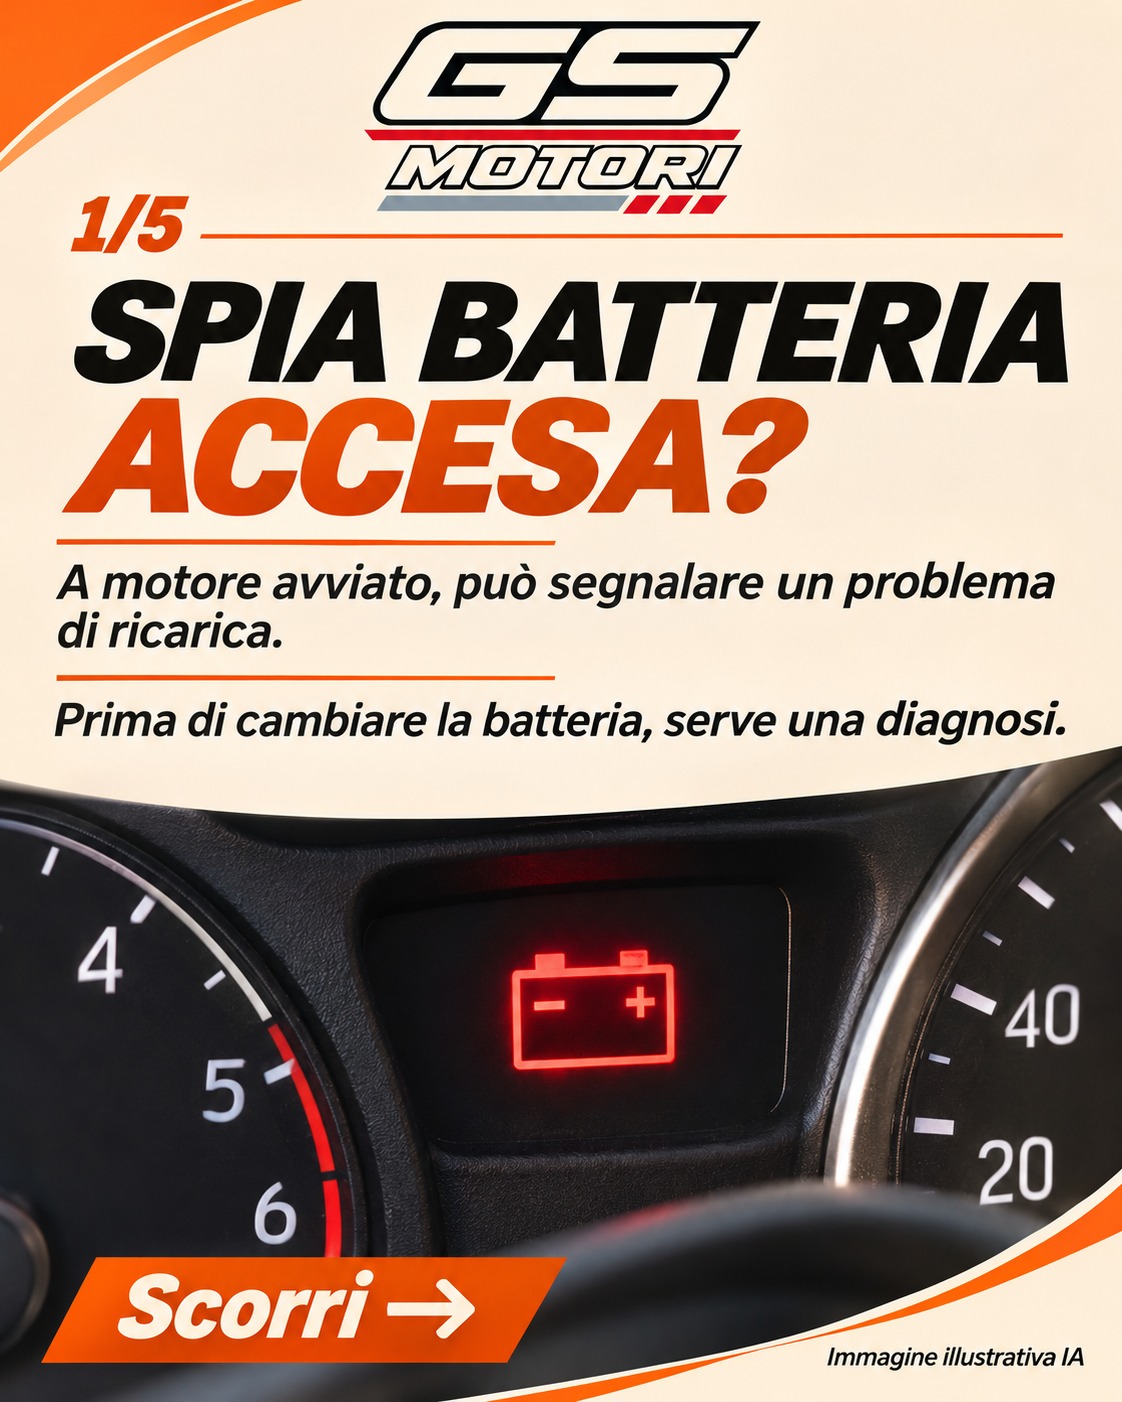 GS
MOTORI
1/5
SPIA BATTERIA
ACCESA?
A motore avviato, può segnalare un problema
di ricarica.
Prima di cambiare la batteria, serve una diagnosi.
4
5
6
- +
40
20
Scorri →
Immagine illustrativa IA